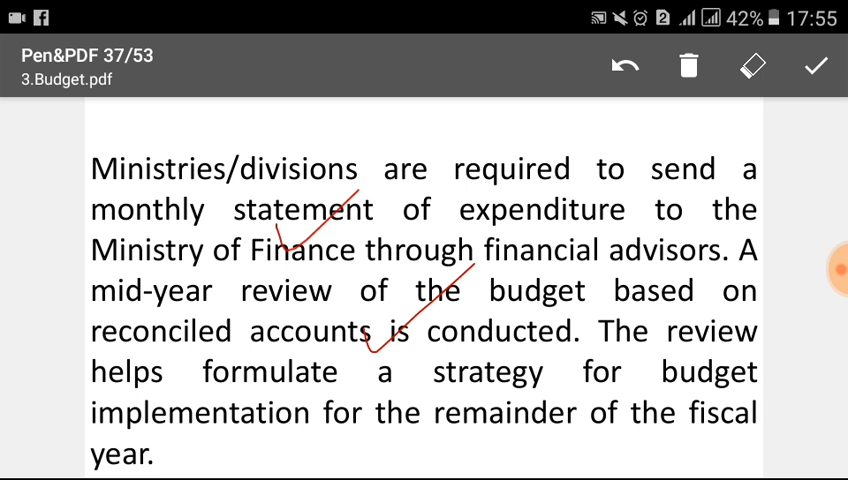 42% 17:55
Pen&PDF 37/53
3.Budget.pdf
Ministries/divisions are required to send a
monthly statement of expenditure to the
Ministry of Finance through financial advisors. A
mid-year review of the budget based on
reconciled accounts is conducted. The review
helps formulate a strategy for budget
implementation for the remainder of the fiscal
year.